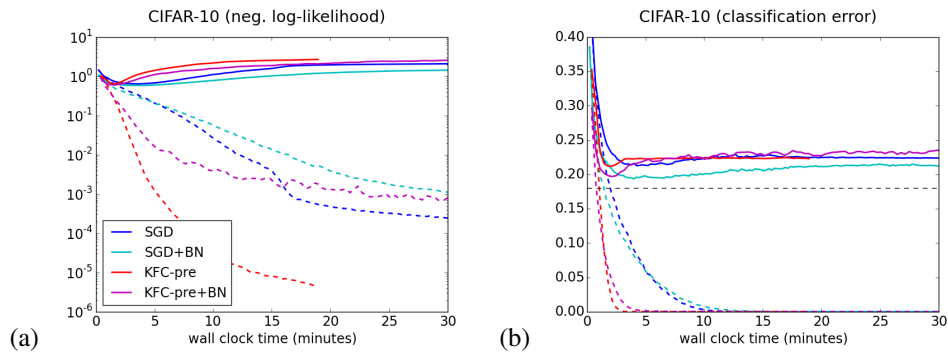 CIFAR-10 (neg. log-likelihood)
10^1
10^0
10^-1
10^-2
10^-3
10^-4
10^-5
10^-6
SGD
SGD+BN
KFC-pre
KFC-pre+BN
0 5 10 15 20 25 30
wall clock time (minutes)
(a)
CIFAR-10 (classification error)
0.40
0.35
0.30
0.25
0.20
0.15
0.10
0.05
0.00
0 5 10 15 20 25 30
wall clock time (minutes)
(b)